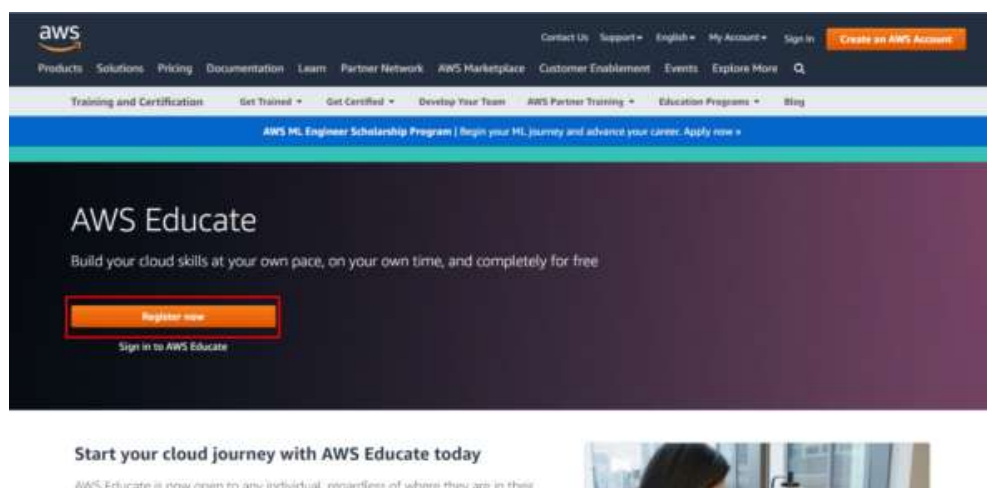 aws
Contact Us Support English My Account Sign In Create an AWS Account
Products Solutions Pricing Documentation Learn Partner Network AWS Marketplace Customer Enablement Events Explore More
Training and Certification Get Trained Get Certified Develop Your Team AWS Partner Training Education Programs Blog
AWS ML Engineer Scholarship Program | Begin your ML journey and advance your career. Apply now »
AWS Educate
Build your cloud skills at your own pace, on your own time, and completely for free
Register now
Sign in to AWS Educate
Start your cloud journey with AWS Educate today
AWS Educate is now open to any individual, regardless of where they are in their